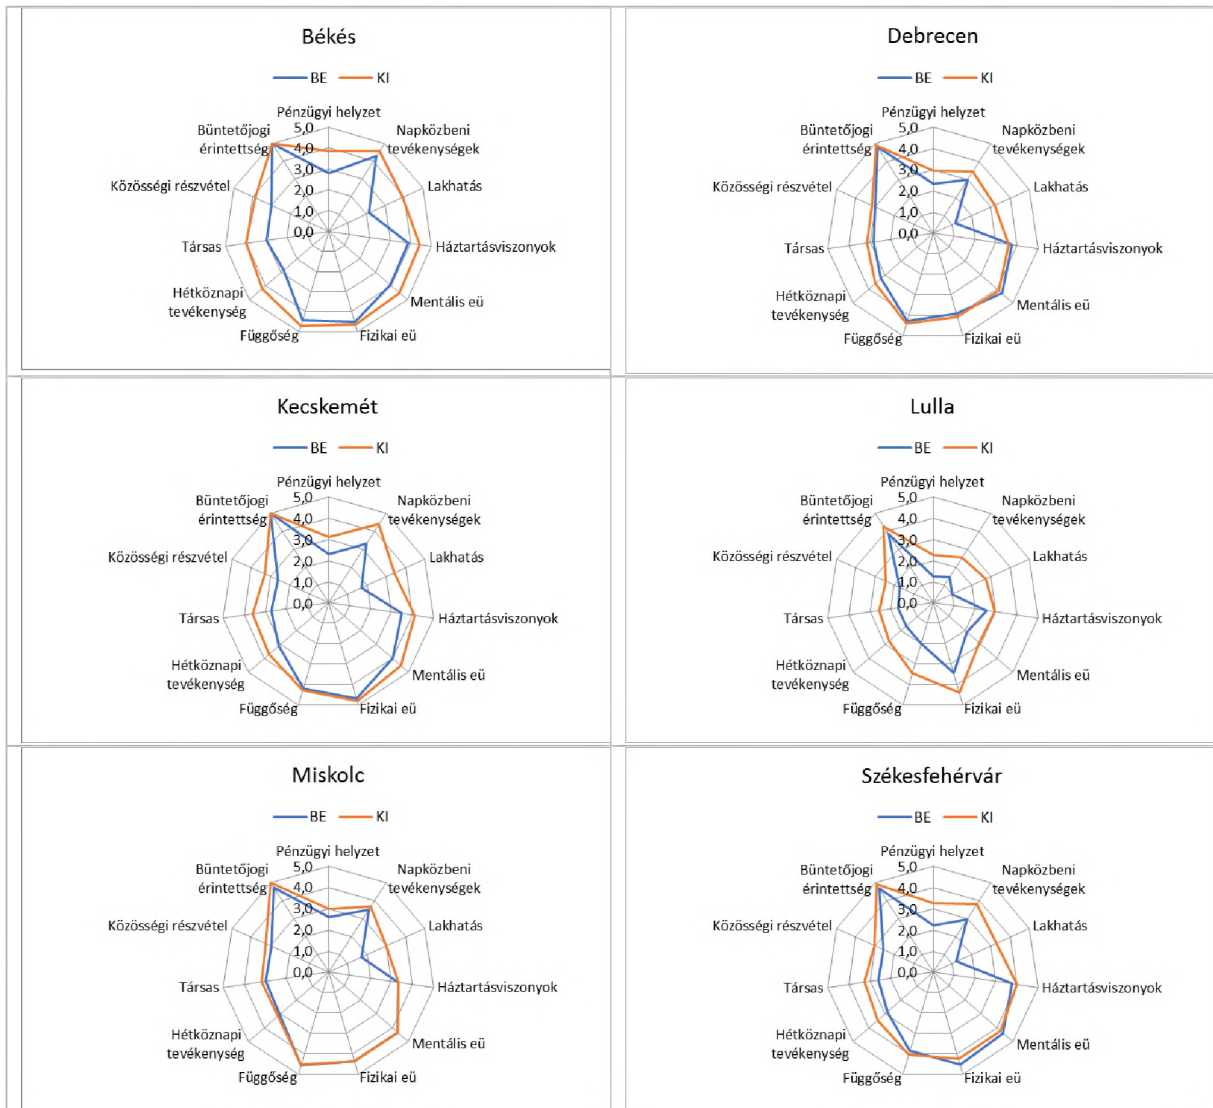 Békés
BE KI
Pénzügyi helyzet
Büntetőjogi
érintettség
5,0
Napközbeni
tevékenységek
4,0
3,0
Közösségi részvétel
2,0
Lakhatás
1,0
0,0
Társas
Háztartásviszonyok
Hétköznapi
tevékenység
Mentális eü
Függőség
Fizikai eü
Debrecen
BE KI
Pénzügyi helyzet
Büntetőjogi
érintettség
5,0
Napközbeni
tevékenységek
4,0
3,0
Közösségi részvétel
2,0
Lakhatás
1,0
0,0
Társas
Háztartásviszonyok
Hétköznapi
tevékenység
Mentális eü
Függőség
Fizikai eü
Kecskemét
BE KI
Pénzügyi helyzet
Büntetőjogi
érintettség
5,0
Napközbeni
tevékenységek
4,0
3,0
Közösségi részvétel
2,0
Lakhatás
1,0
0,0
Társas
Háztartásviszonyok
Hétköznapi
tevékenység
Mentális eü
Függőség
Fizikai eü
Lulla
BE KI
Pénzügyi helyzet
Büntetőjogi
érintettség
5,0
Napközbeni
tevékenységek
4,0
3,0
Közösségi részvétel
2,0
Lakhatás
1,0
0,0
Társas
Háztartásviszonyok
Hétköznapi
tevékenység
Mentális eü
Függőség
Fizikai eü
Miskolc
BE KI
Pénzügyi helyzet
Büntetőjogi
érintettség
5,0
Napközbeni
tevékenységek
4,0
3,0
Közösségi részvétel
2,0
Lakhatás
1,0
0,0
Társas
Háztartásviszonyok
Hétköznapi
tevékenység
Mentális eü
Függőség
Fizikai eü
Székesfehérvár
BE KI
Pénzügyi helyzet
Büntetőjogi
érintettség
5,0
Napközbeni
tevékenységek
4,0
3,0
Közösségi részvétel
2,0
Lakhatás
1,0
0,0
Társas
Háztartásviszonyok
Hétköznapi
tevékenység
Mentális eü
Függőség
Fizikai eü